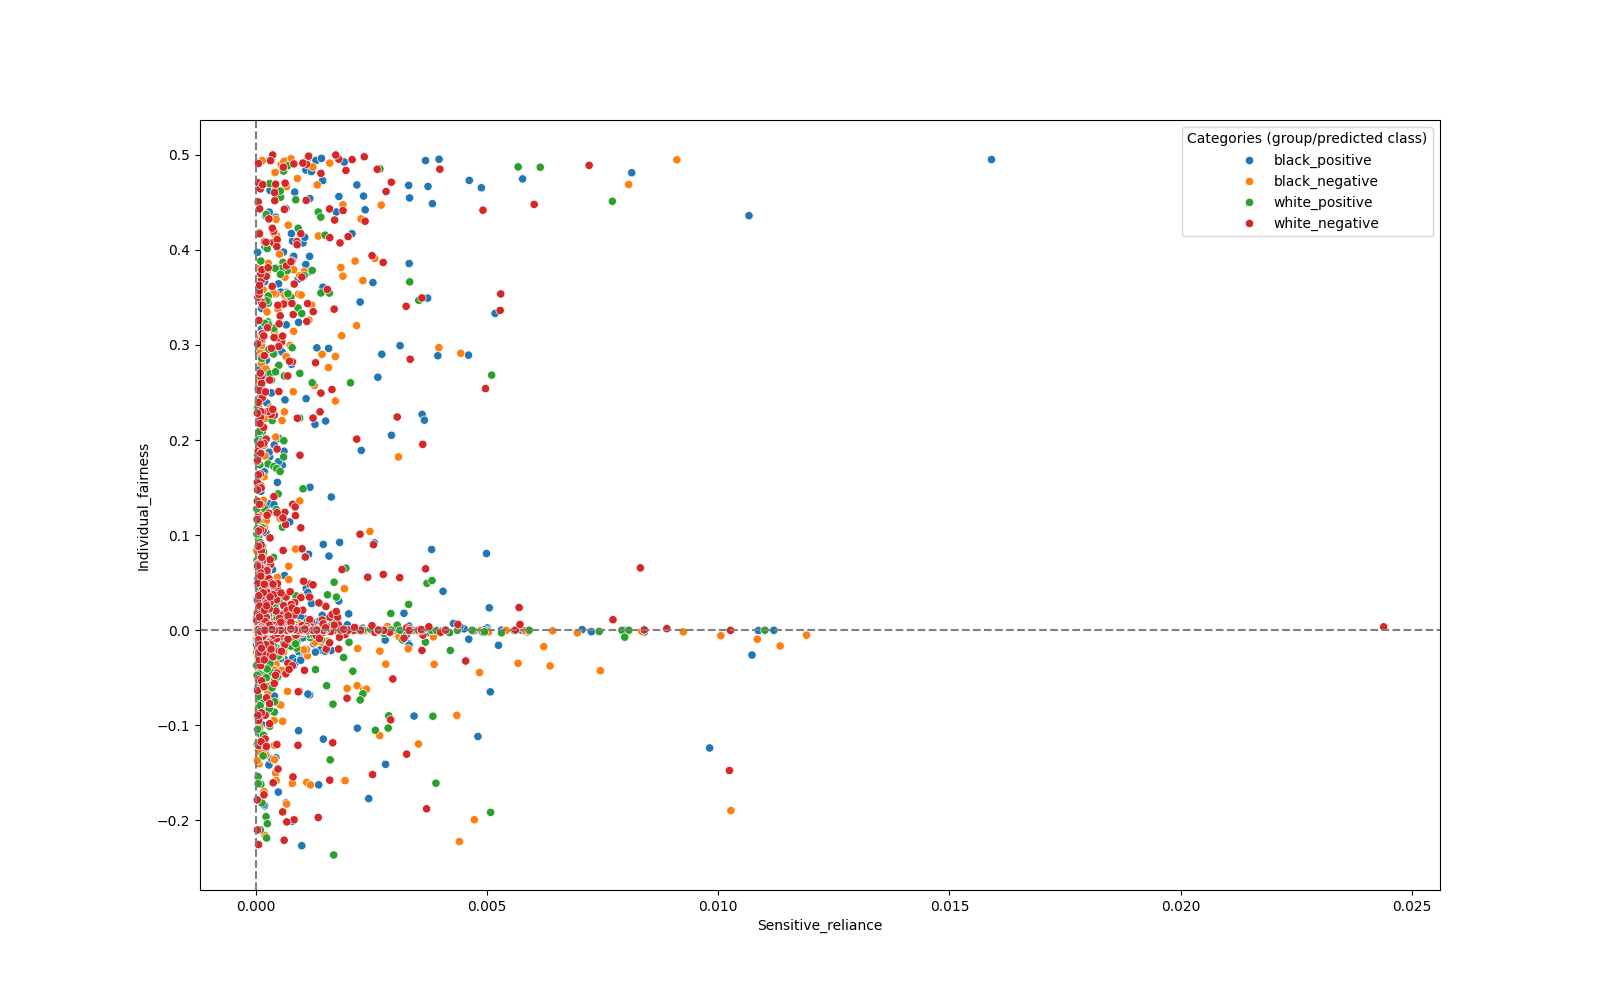 Categories (group/predicted class)
black_positive
black_negative
white_positive
white_negative
0.5
0.4
0.3
0.2
0.1
0.0
−0.1
−0.2
Individual_fairness
0.000
0.005
0.010
0.015
0.020
0.025
Sensitive_reliance